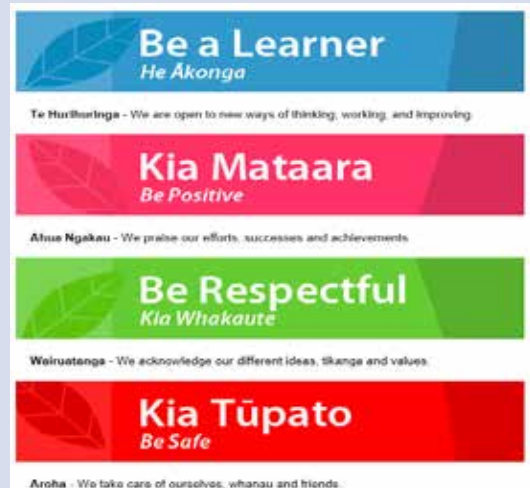 Be a Learner
He Ākonga
Te Hurihuringa - We are open to new ways of thinking, working, and improving
Kia Mataara
Be Positive
Ahua Ngakau - We praise our efforts, successes and achievements
Be Respectful
Kia Whakaute
Wairuatanga - We acknowledge our different ideas, tikanga and values.
Kia Tūpato
Be Safe
Aroha - We take care of ourselves, whanau and friends.